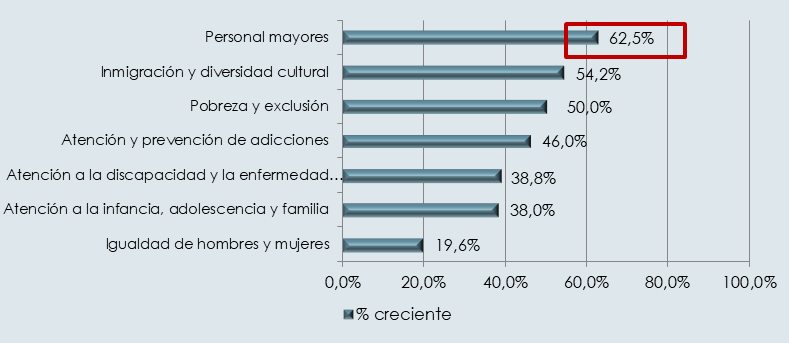 Personal mayores 62,5%
Inmigración y diversidad cultural 54,2%
Pobreza y exclusión 50,0%
Atención y prevención de adicciones 46,0%
Atención a la discapacidad y la enfermedad... 38,8%
Atención a la infancia, adolescencia y familia 38,0%
Igualdad de hombres y mujeres 19,6%
0,0% 20,0% 40,0% 60,0% 80,0% 100,0%
% creciente